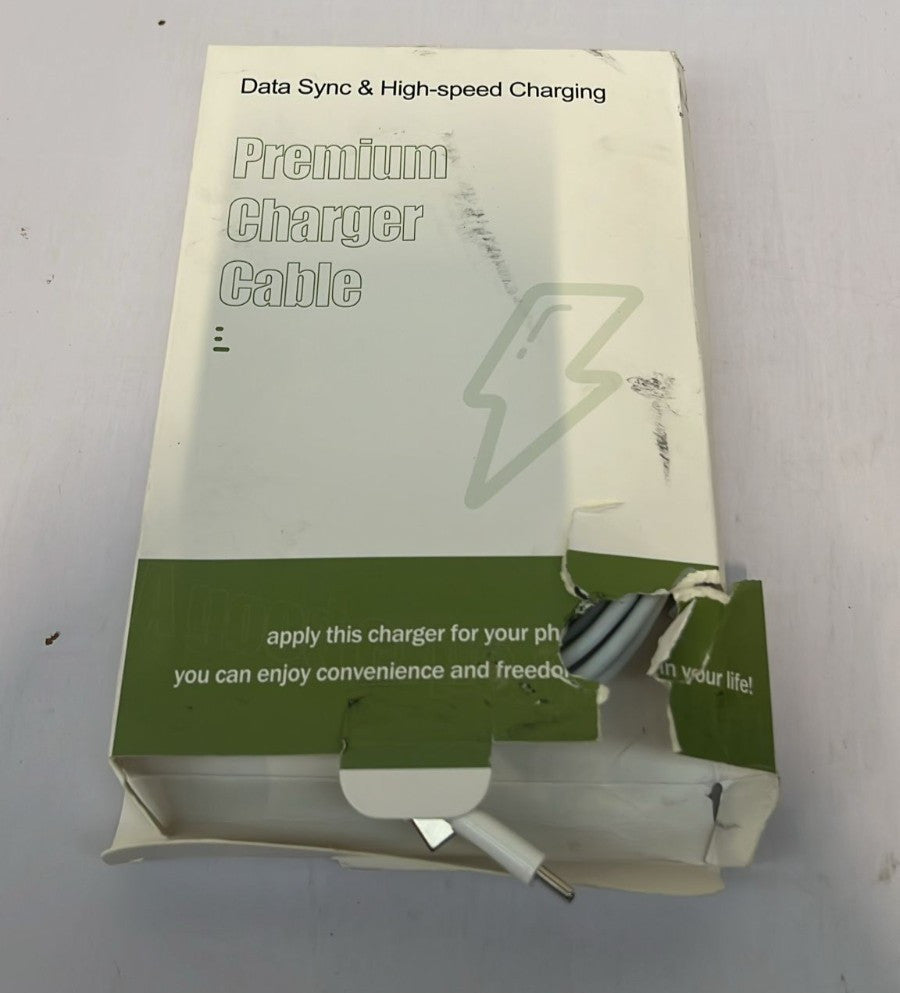 Data Sync & High-speed Charging
Premium
Charger
Cable
apply this charger for your ph
you can enjoy convenience and freedo in your life!